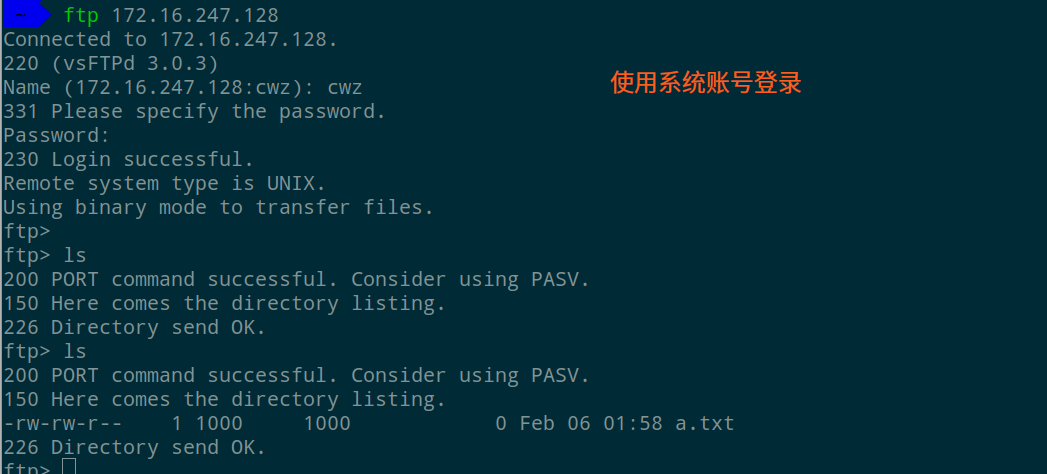 ~ ftp 172.16.247.128
Connected to 172.16.247.128.
220 (vsFTPd 3.0.3)
Name (172.16.247.128:cwz): cwz
使用系统账号登录
331 Please specify the password.
Password:
230 Login successful.
Remote system type is UNIX.
Using binary mode to transfer files.
ftp>
ftp> ls
200 PORT command successful. Consider using PASV.
150 Here comes the directory listing.
226 Directory send OK.
ftp> ls
200 PORT command successful. Consider using PASV.
150 Here comes the directory listing.
-rw-rw-r--    1 1000     1000            0 Feb 06 01:58 a.txt
226 Directory send OK.
ftp>